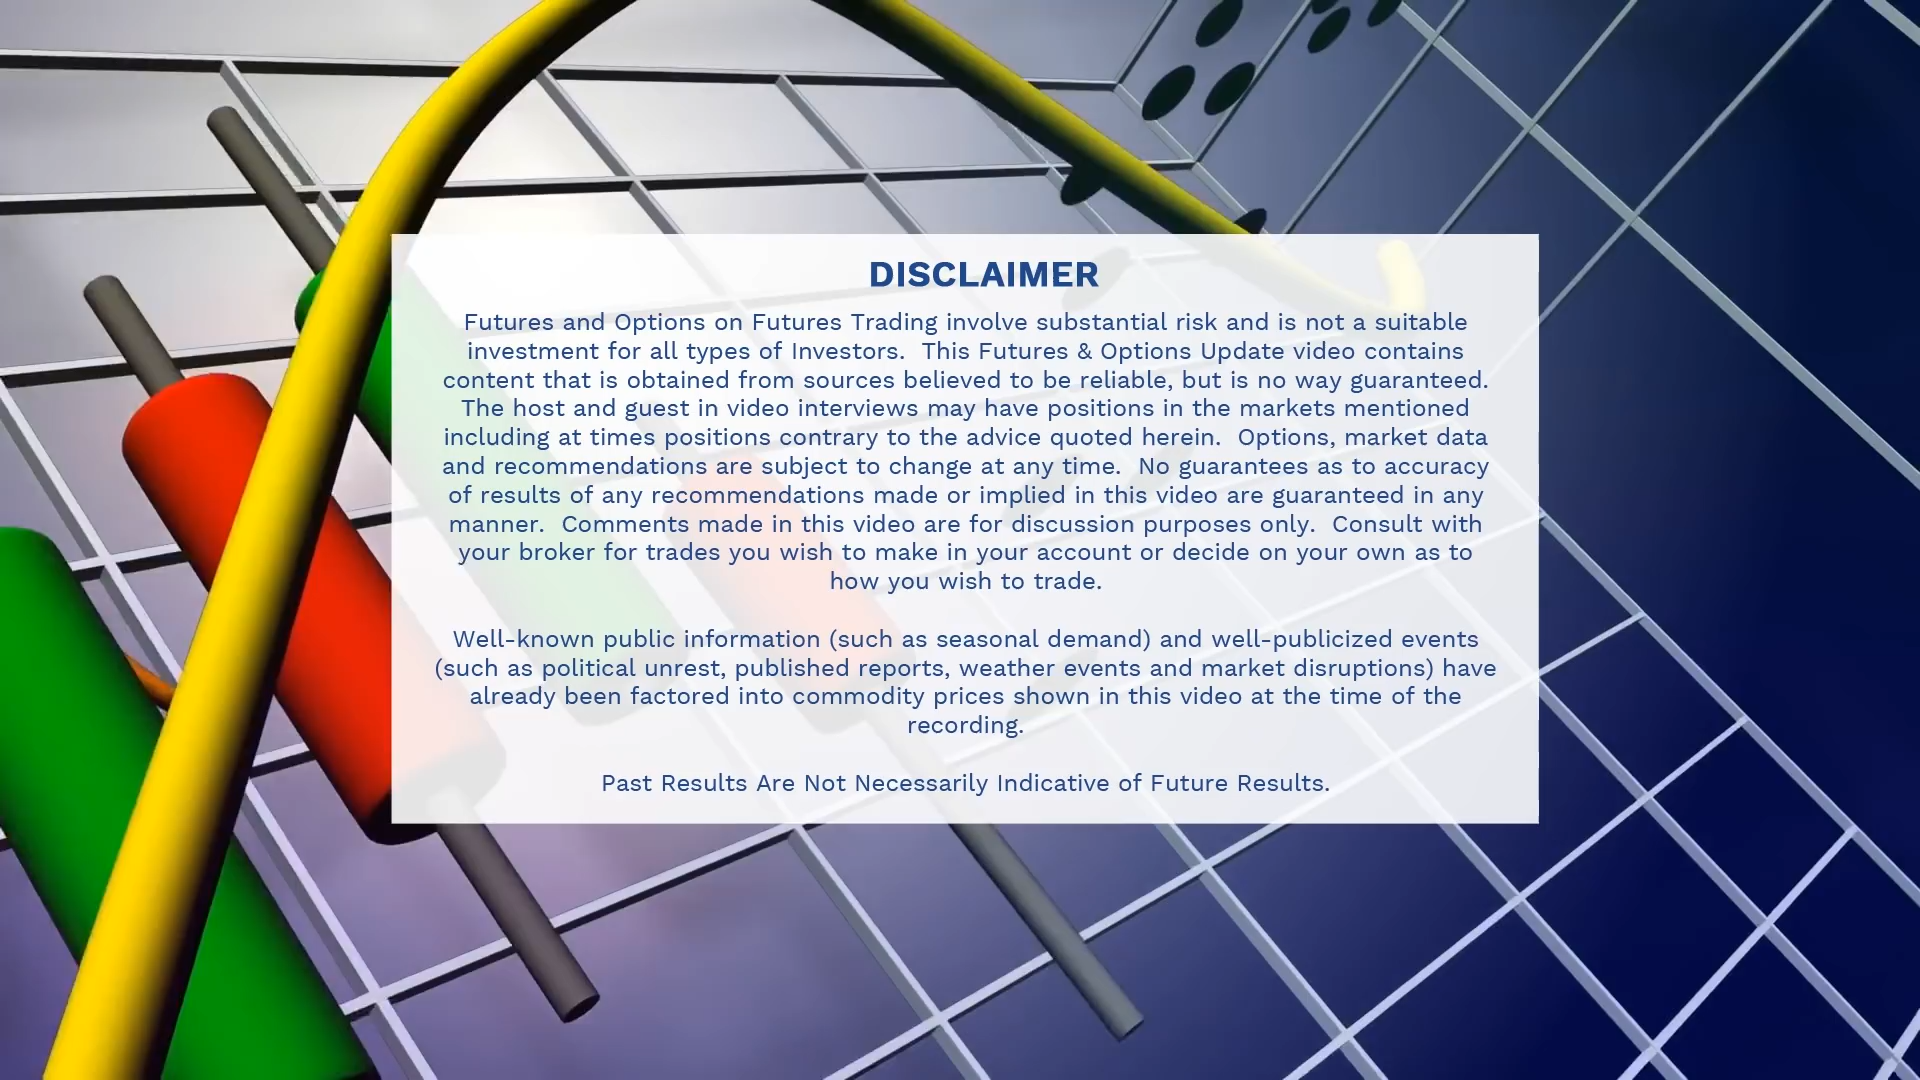 DISCLAIMER
Futures and Options on Futures Trading involve substantial risk and is not a suitable
investment for all types of Investors.  This Futures & Options Update video contains
content that is obtained from sources believed to be reliable, but is no way guaranteed.
The host and guest in video interviews may have positions in the markets mentioned
including at times positions contrary to the advice quoted herein.  Options, market data
and recommendations are subject to change at any time.  No guarantees as to accuracy
of results of any recommendations made or implied in this video are guaranteed in any
manner.  Comments made in this video are for discussion purposes only.  Consult with
your broker for trades you wish to make in your account or decide on your own as to
how you wish to trade.
Well-known public information (such as seasonal demand) and well-publicized events
(such as political unrest, published reports, weather events and market disruptions) have
already been factored into commodity prices shown in this video at the time of the
recording.
Past Results Are Not Necessarily Indicative of Future Results.